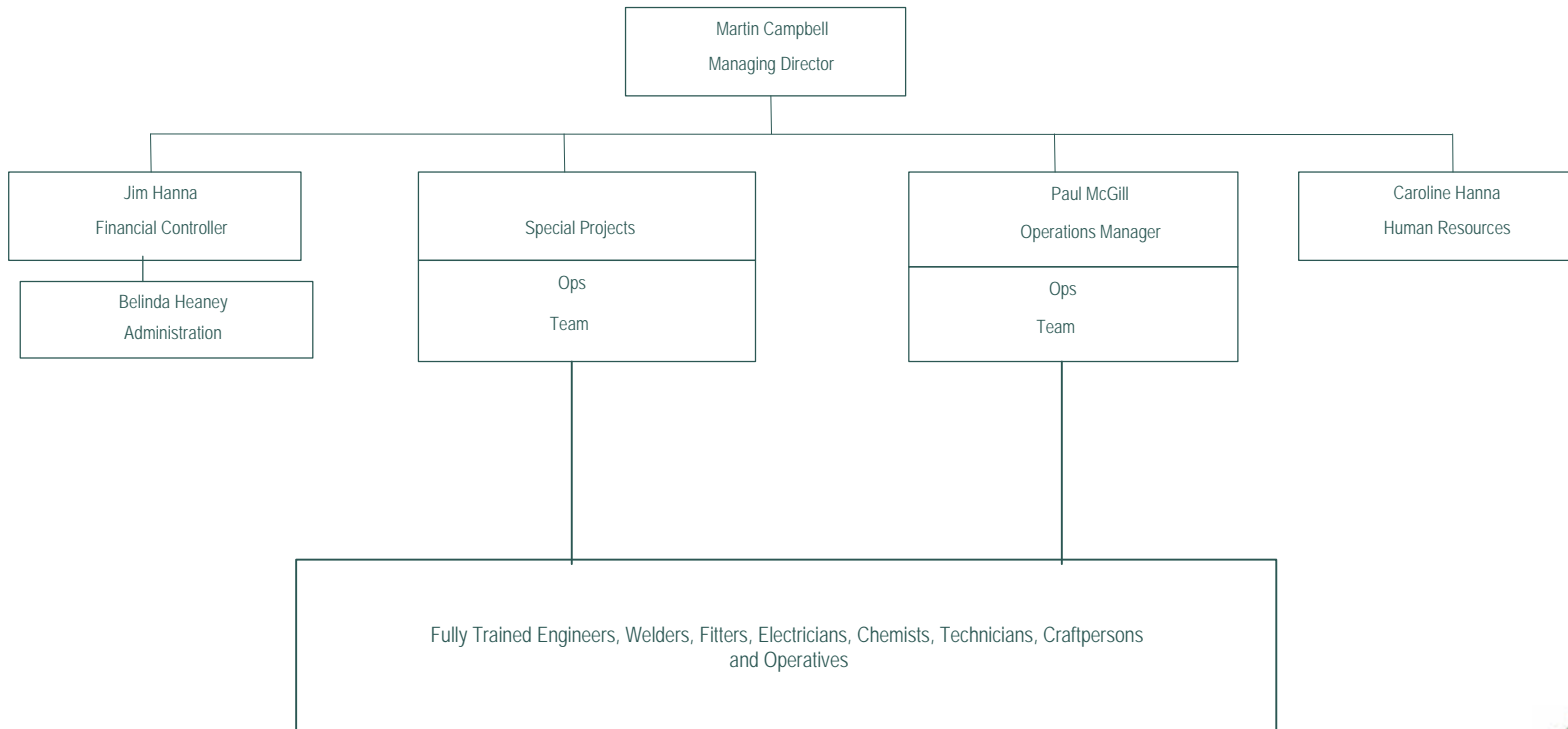 Martin Campbell
Managing Director
Jim Hanna
Financial Controller
Belinda Heaney
Administration
Special Projects
Ops
Team
Paul McGill
Operations Manager
Ops
Team
Caroline Hanna
Human Resources
Fully Trained Engineers, Welders, Fitters, Electricians, Chemists, Technicians, Craftpersons
and Operatives